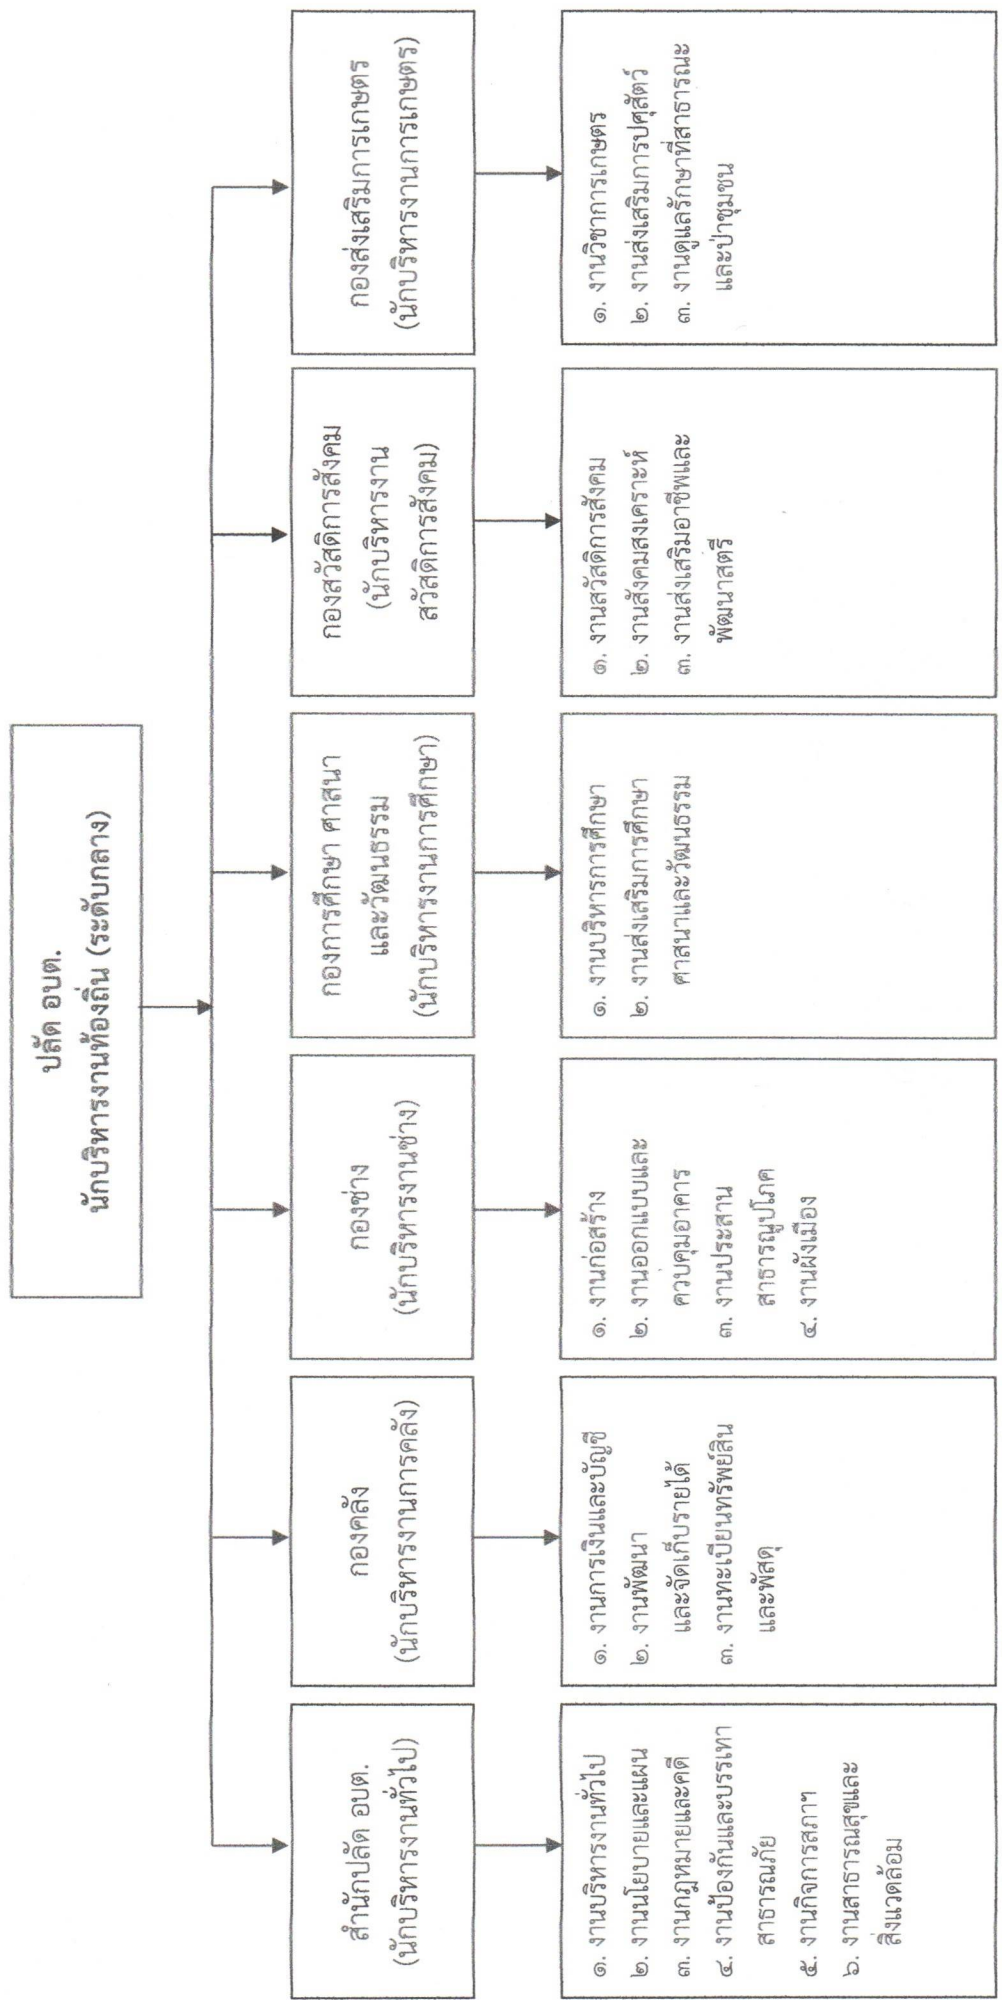 ปลัด อบต.
นักบริหารงานท้องถิ่น (ระดับกลาง)
สำนักปลัด อบต.
(นักบริหารงานทั่วไป)
๑. งานบริหารงานทั่วไป
๒. งานนโยบายและแผน
๓. งานกฎหมายและคดี
๔. งานป้องกันและบรรเทา
สาธารณภัย
๕. งานกิจการสภาฯ
๖. งานสาธารณสุขและ
สิ่งแวดล้อม
กองคลัง
(นักบริหารงานการคลัง)
๑. งานการเงินและบัญชี
๒. งานพัฒนา
และจัดเก็บรายได้
๓. งานทะเบียนทรัพย์สิน
และพัสดุ
กองช่าง
(นักบริหารงานช่าง)
๑. งานก่อสร้าง
๒. งานออกแบบและ
ควบคุมอาคาร
๓. งานประสาน
สาธารณูปโภค
๔. งานผังเมือง
กองการศึกษา ศาสนา
และวัฒนธรรม
(นักบริหารงานการศึกษา)
๑. งานบริหารการศึกษา
๒. งานส่งเสริมการศึกษา
ศาสนาและวัฒนธรรม
กองสวัสดิการสังคม
(นักบริหารงาน
สวัสดิการสังคม)
๑. งานสวัสดิการสังคม
๒. งานสังคมสงเคราะห์
๓. งานส่งเสริมอาชีพและ
พัฒนาสตรี
กองส่งเสริมการเกษตร
(นักบริหารงานการเกษตร)
๑. งานวิชาการเกษตร
๒. งานส่งเสริมการปศุสัตว์
๓. งานดูแลรักษาที่สาธารณะ
และป่าชุมชน